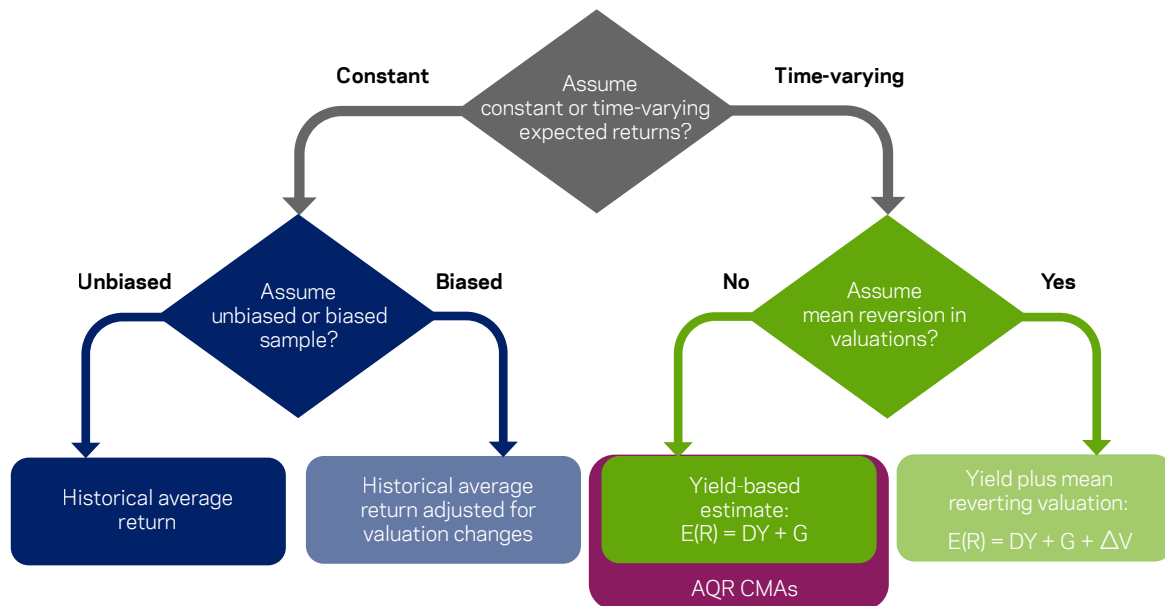 Assume
constant or time-varying
expected returns?
Constant
Time-varying
Assume
unbiased or biased
sample?
Unbiased
Biased
Assume
mean reversion in
valuations?
No
Yes
Historical average
return
Historical average
return adjusted for
valuation changes
Yield-based
estimate:
E(R) = DY + G
AQR CMAs
Yield plus mean
reverting valuation:
E(R) = DY + G + ΔV